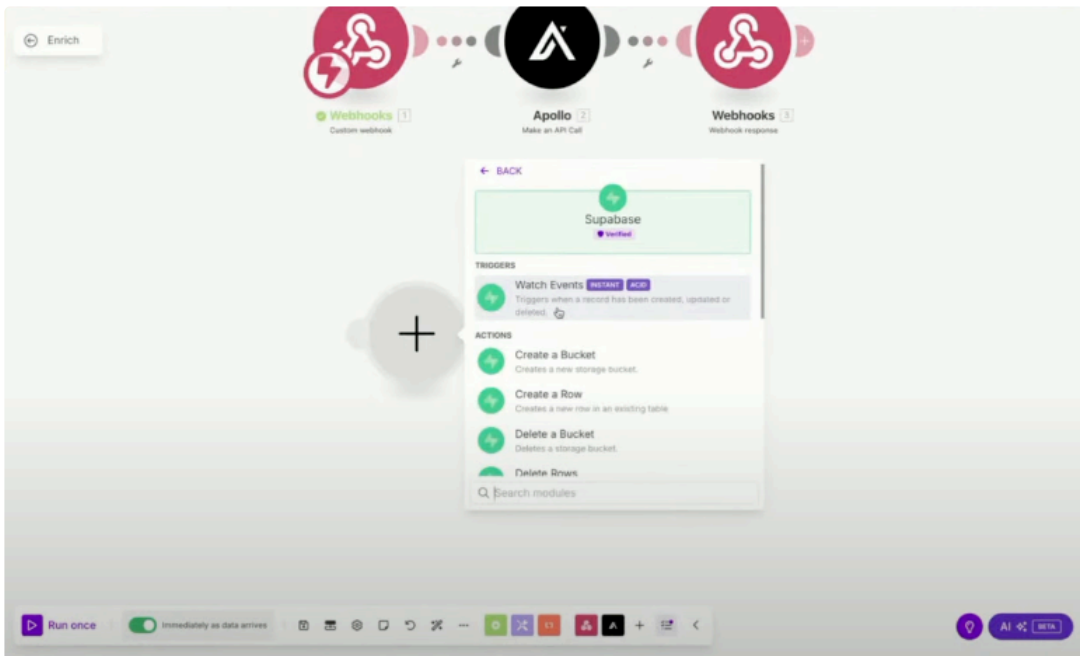 Enrich
Webhooks 1
Custom webhook
Apollo 2
Make an API Call
Webhooks 3
Webhook response
BACK
Supabase
Verified
TRIGGERS
Watch Events INSTANT ACID
Triggers when a record has been created, updated or
deleted.
ACTIONS
Create a Bucket
Creates a new storage bucket.
Create a Row
Creates a new row in an existing table
Delete a Bucket
Deletes a storage bucket.
Delete Rows
Search modules
Run once
Immediately as data arrives
AI BETA